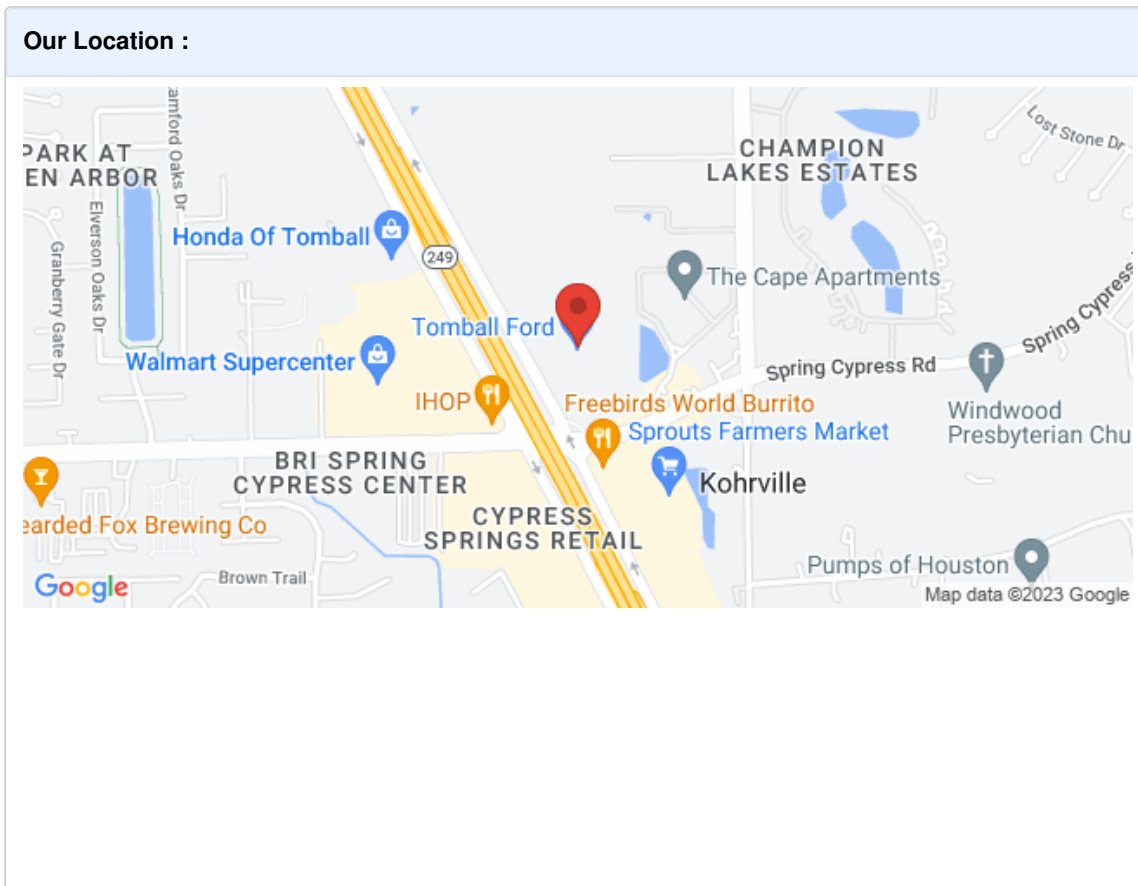 Our Location :
PARK AT
EN ARBOR
amford Oaks Dr
Elverson Oaks Dr
Granberry Gate Dr
Honda Of Tomball
249
CHAMPION
LAKES ESTATES
Lost Stone Dr
The Cape Apartments
Tomball Ford
Walmart Supercenter
IHOP
Spring Cypress Rd
Spring Cypress
Freebirds World Burrito
Sprouts Farmers Market
Windwood
Presbyterian Chu
BRI SPRING
CYPRESS CENTER
Kohrville
earded Fox Brewing Co
CYPRESS
SPRINGS RETAIL
Pumps of Houston
Brown Trail
Google
Map data ©2023 Google